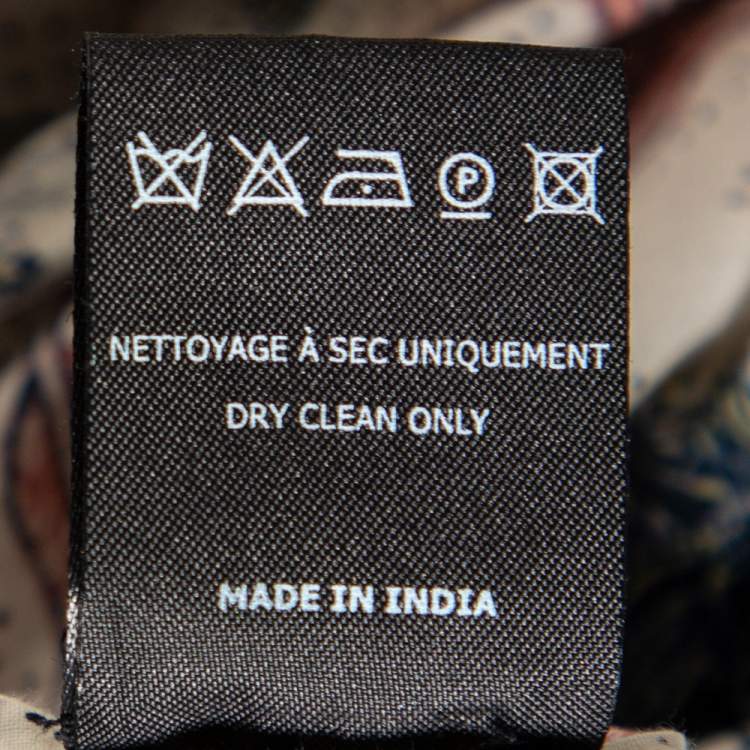 P
NETTOYAGE À SEC UNIQUEMENT
DRY CLEAN ONLY
MADE IN INDIA